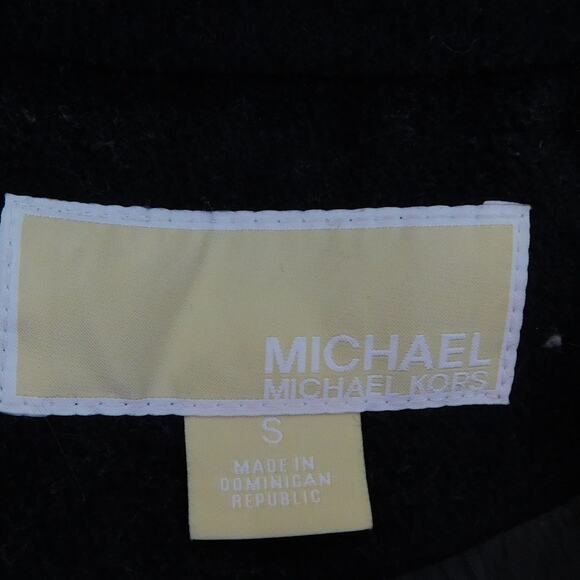 MICHAEL
MICHAEL KORS
S
MADE IN
DOMINICAN
REPUBLIC